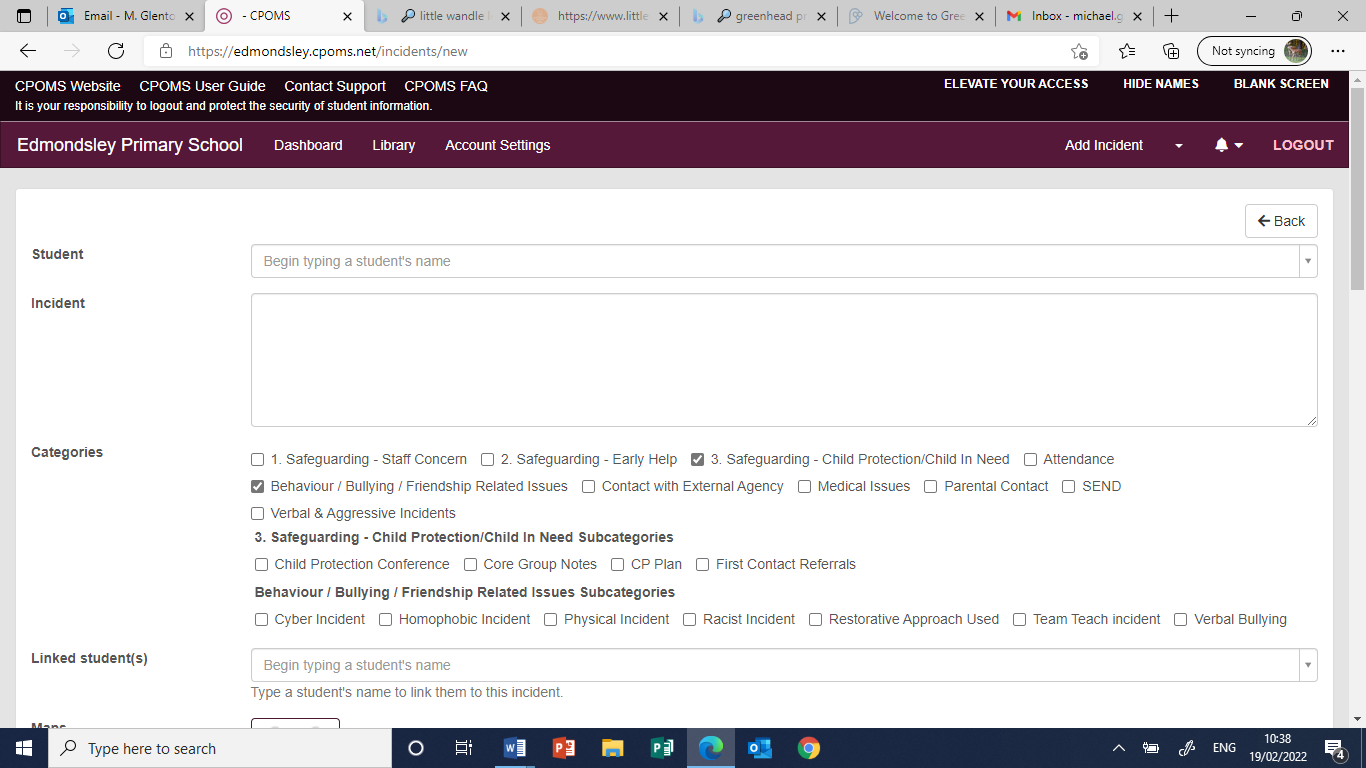 Email - M. Glento
- CPOMS
little wandle l
https://www.little
greenhead pr
Welcome to Gree
Inbox - michael.g
https://edmondsley.cpoms.net/incidents/new
Not syncing
CPOMS Website CPOMS User Guide Contact Support CPOMS FAQ
ELEVATE YOUR ACCESS HIDE NAMES BLANK SCREEN
It is your responsibility to logout and protect the security of student information.
Edmondsley Primary School Dashboard Library Account Settings Add Incident LOGOUT
Back
Student
Begin typing a student's name
Incident
Categories
1. Safeguarding - Staff Concern 2. Safeguarding - Early Help 3. Safeguarding - Child Protection/Child In Need Attendance
Behaviour / Bullying / Friendship Related Issues Contact with External Agency Medical Issues Parental Contact SEND
Verbal & Aggressive Incidents
3. Safeguarding - Child Protection/Child In Need Subcategories
Child Protection Conference Core Group Notes CP Plan First Contact Referrals
Behaviour / Bullying / Friendship Related Issues Subcategories
Cyber Incident Homophobic Incident Physical Incident Racist Incident Restorative Approach Used Team Teach incident Verbal Bullying
Linked student(s)
Begin typing a student's name
Type a student's name to link them to this incident.
Maps
Type here to search
ENG
10:38
19/02/2022
4